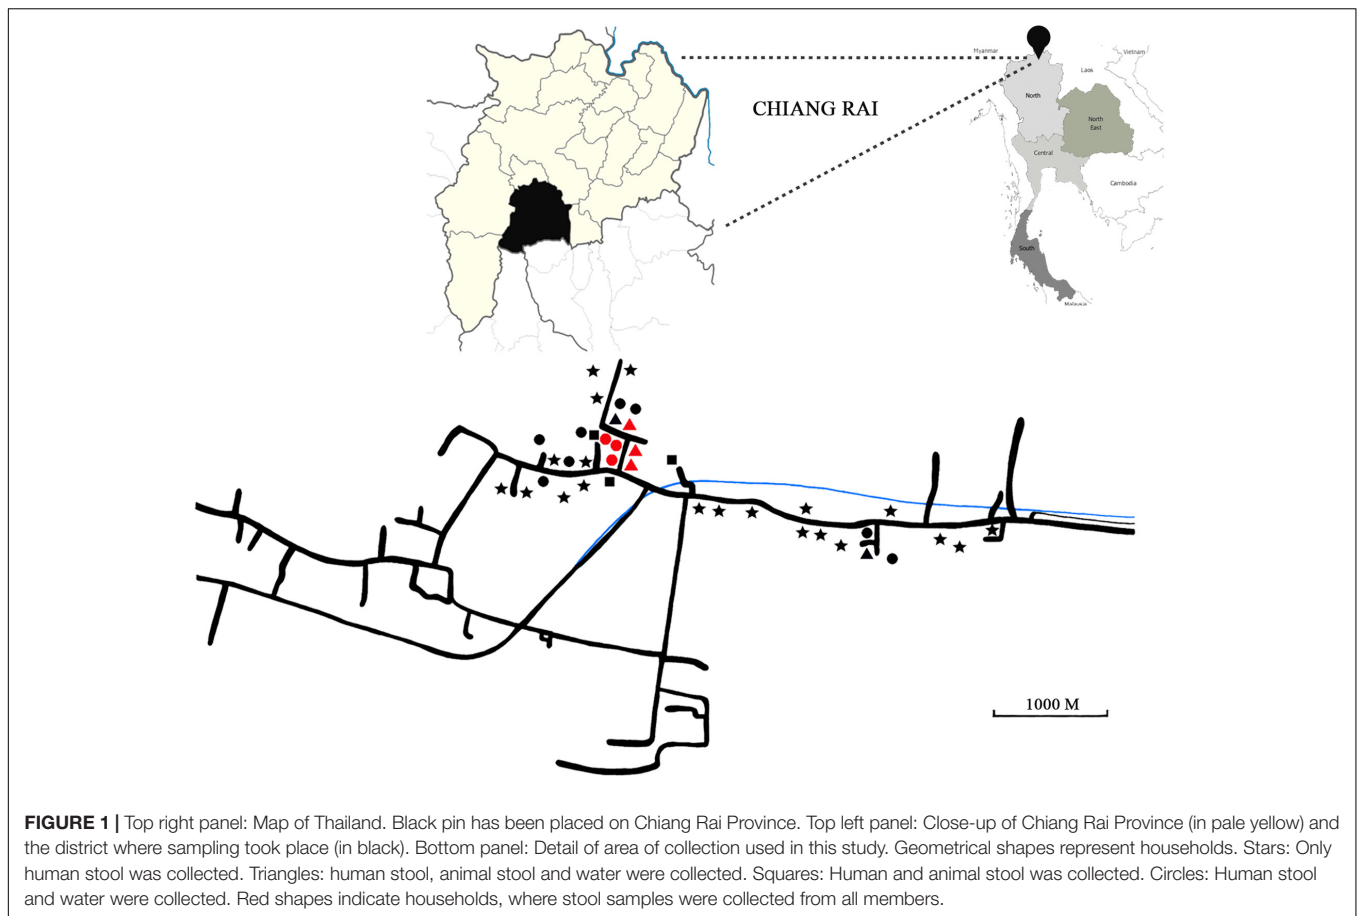 Myanmar
Vietnam
Laos
North
CHIANG RAI
North
East
Central
Cambodia
South
Malaysia
1000 M
FIGURE 1 | Top right panel: Map of Thailand. Black pin has been placed on Chiang Rai Province. Top left panel: Close-up of Chiang Rai Province (in pale yellow) and
the district where sampling took place (in black). Bottom panel: Detail of area of collection used in this study. Geometrical shapes represent households. Stars: Only
human stool was collected. Triangles: human stool, animal stool and water were collected. Squares: Human and animal stool was collected. Circles: Human stool
and water were collected. Red shapes indicate households, where stool samples were collected from all members.